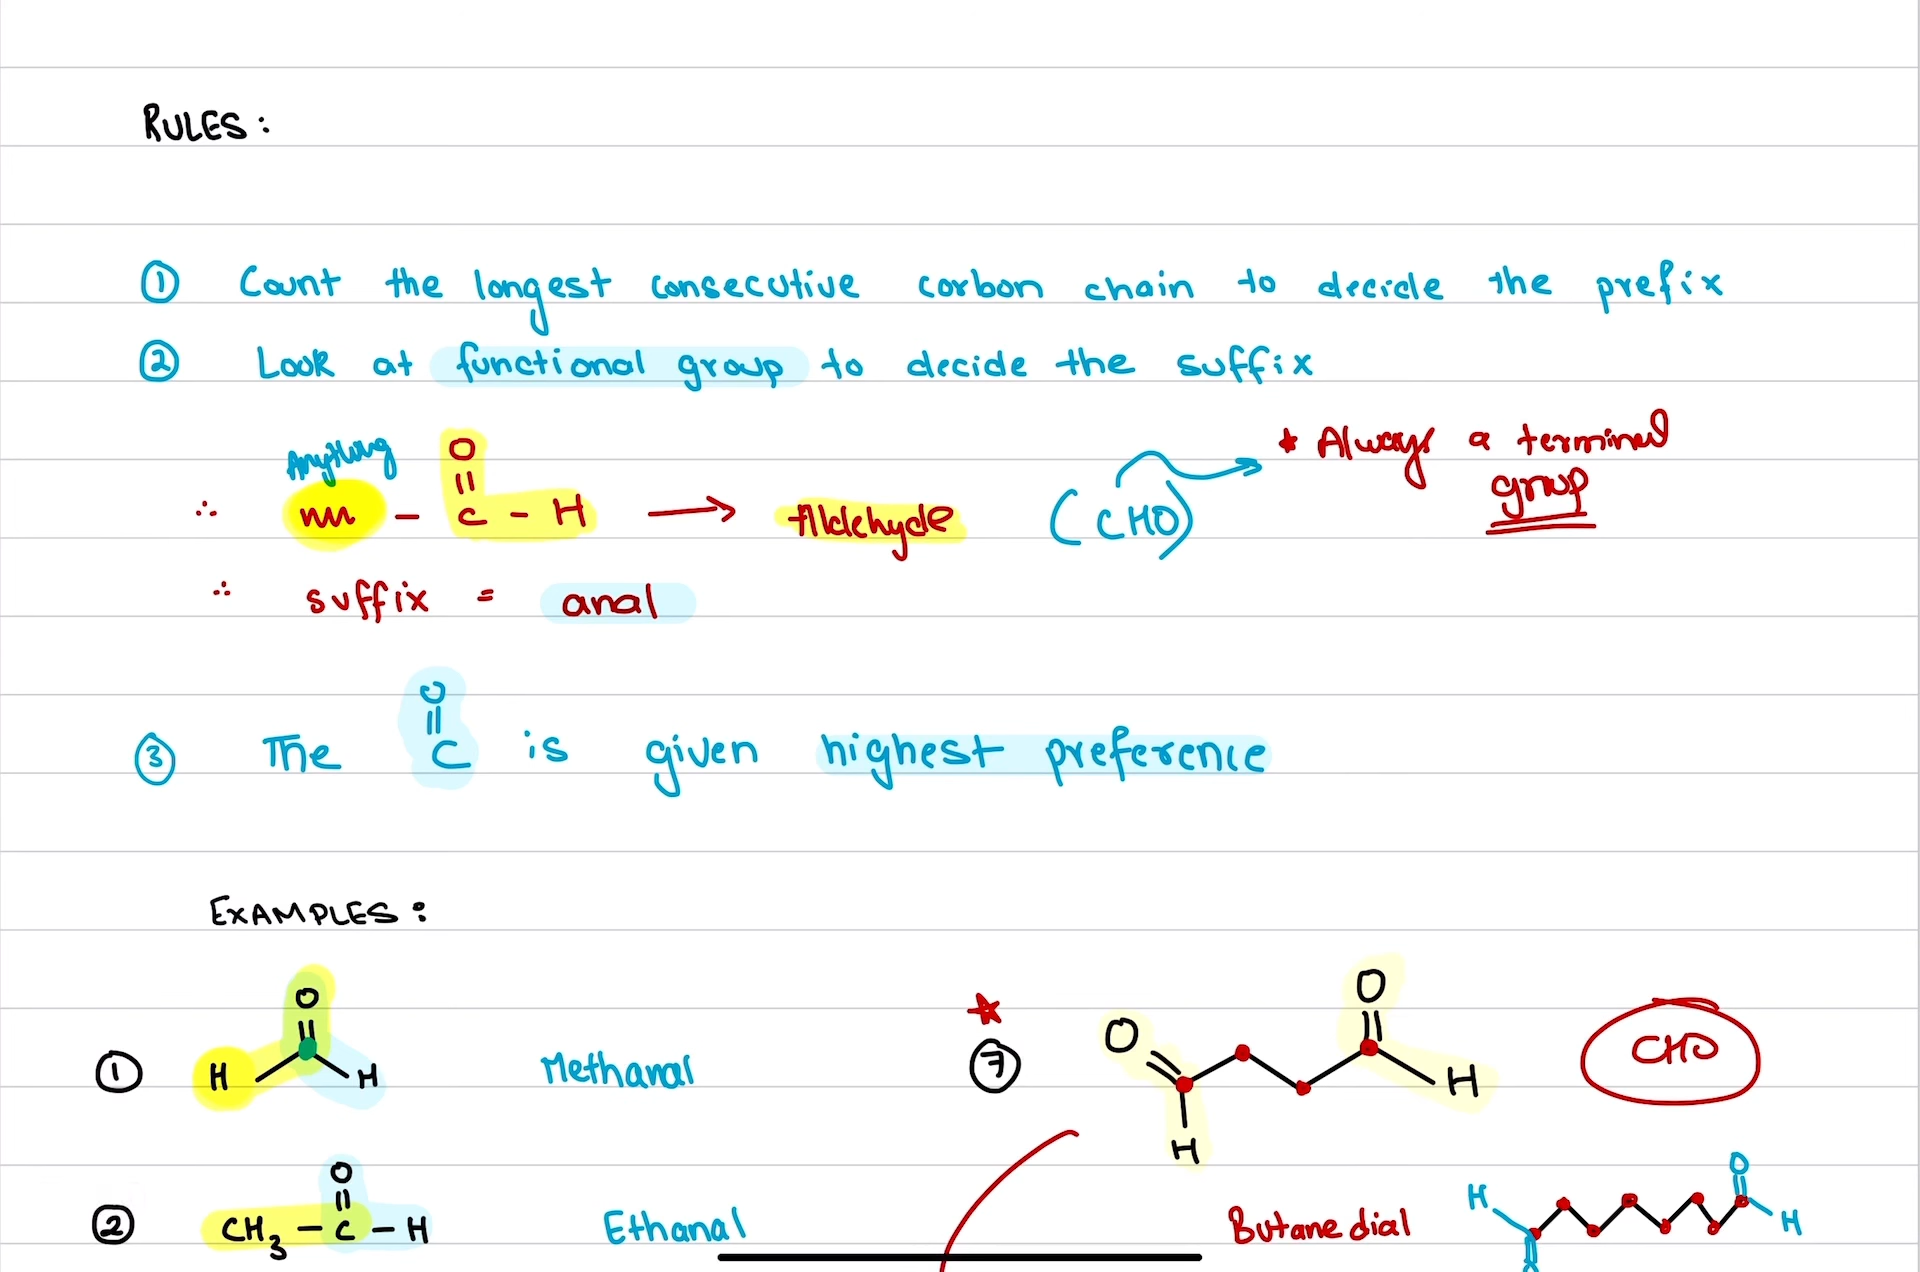 RULES:
① Count the longest consecutive carbon chain to decide the prefix
② Look at functional group to decide the suffix
* Always a terminal group
Anything
O
∴ - C - H → Aldehyde (CHO)
∴ suffix = anal
O
③ The C is given highest preference
EXAMPLES:
O
① H H Methanal
O
② CH3 - C - H Ethanal
O O
⑦ H CHO
H
Butanedial H O H